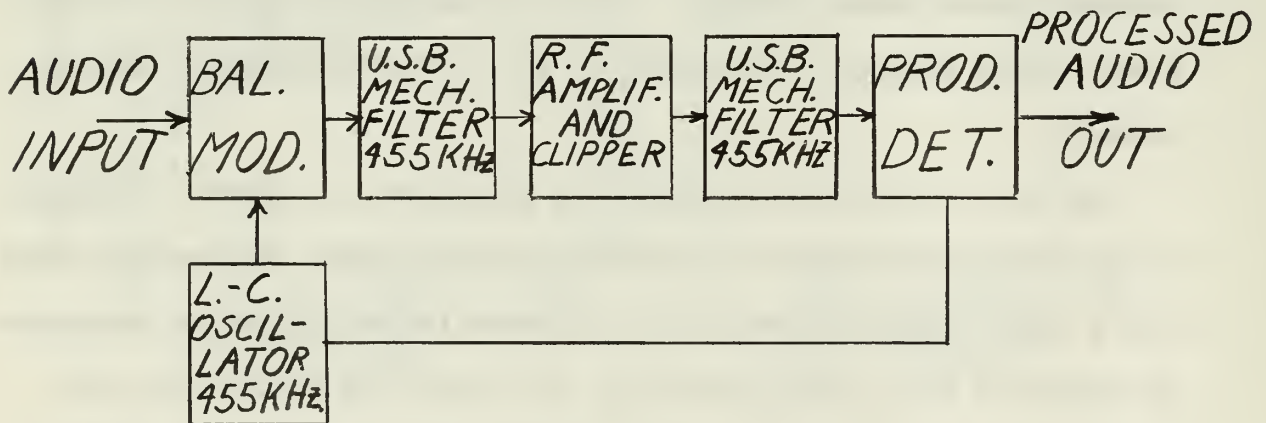 AUDIO
INPUT
BAL.
MOD.
U.S.B.
MECH.
FILTER
455KHz
R.F.
AMPLIF.
AND
CLIPPER
U.S.B.
MECH.
FILTER
455KHz
PROD.
DET.
PROCESSED
AUDIO
OUT
L.-C.
OSCIL-
LATOR
455KHz.